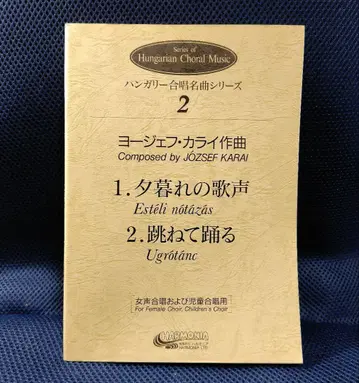 Series of
Hungarian Choral Music
ハンガリー合唱名曲シリーズ
2
ヨージェフ・カライ作曲
Composed by JÓZSEF KARAI
1.夕暮れの歌声
Estéli nótázás
2.跳ねて踊る
Ugrótánc
女声合唱および児童合唱用
For Female Choir, Children's Choir
HARMONIA